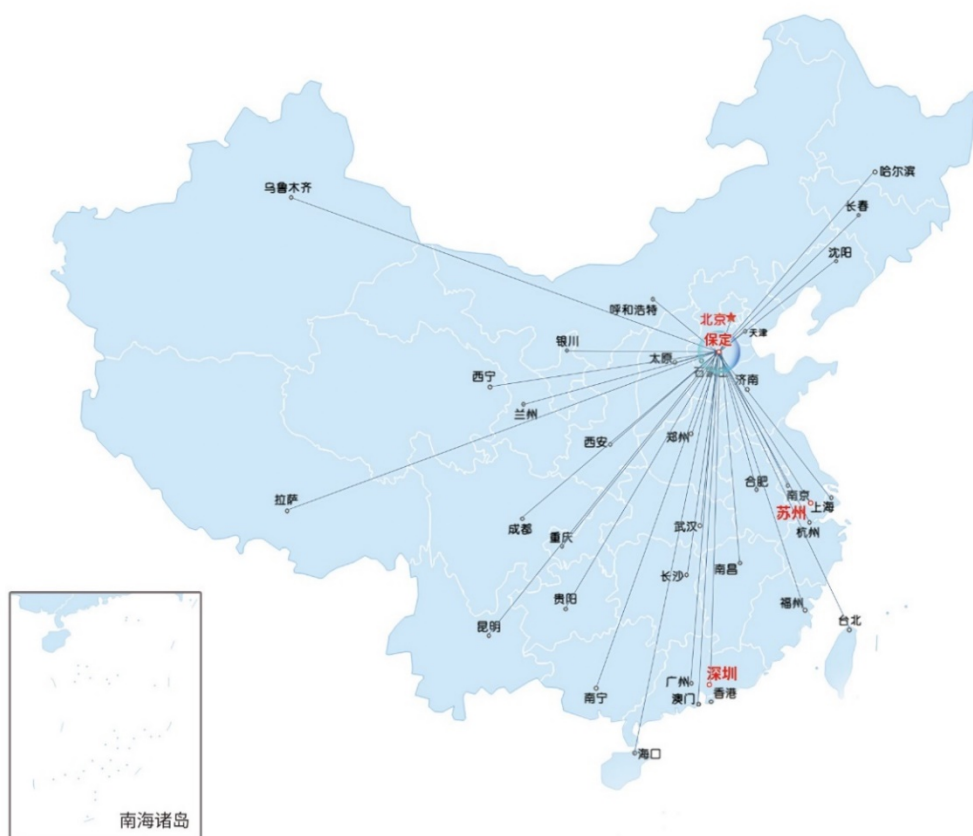 哈尔滨
乌鲁木齐
长春
沈阳
呼和浩特
北京
天津
保定
银川
太原
西宁
济南
兰州
郑州
西安
合肥
南京
拉萨
上海
苏州
成都
武汉
杭州
重庆
南昌
长沙
贵阳
福州
昆明
台北
深圳
广州
南宁
澳门
香港
海口
南海诸岛